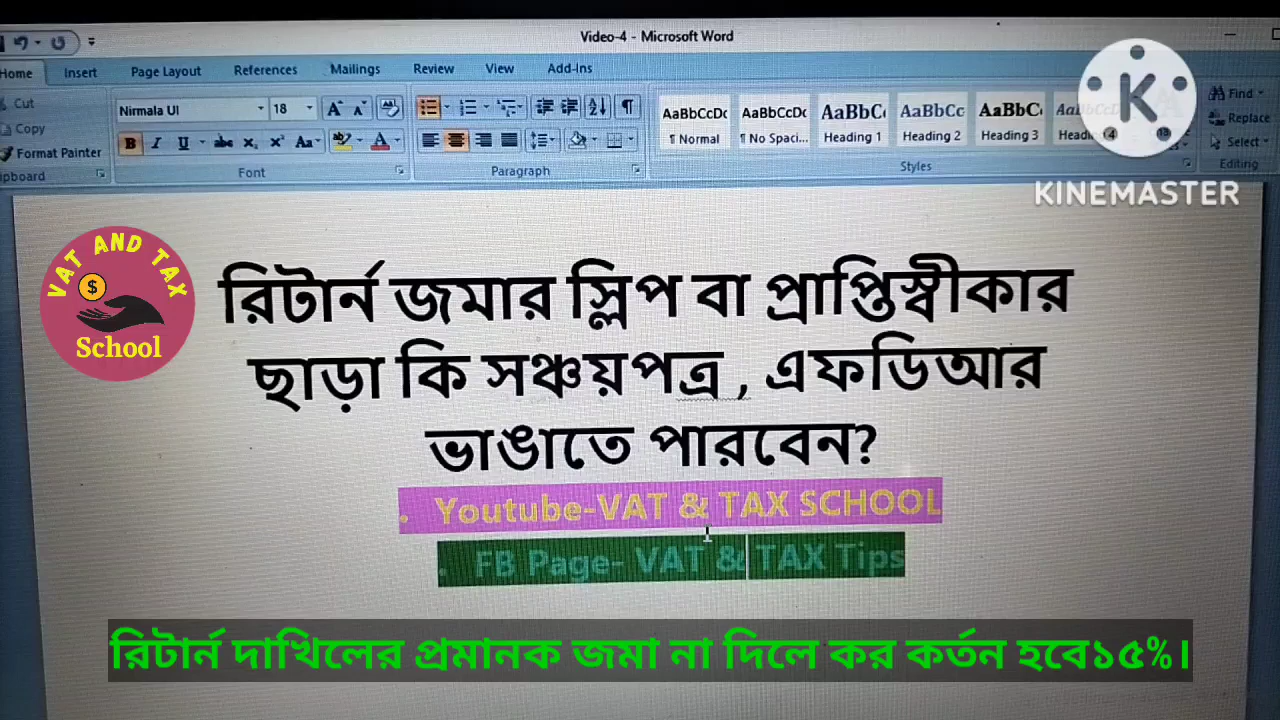 Video-4 - Microsoft Word
Home Insert Page Layout References Mailings Review View Add-Ins
Cut
Copy
Format Painter
Nirmala UI 18
AaBbCcDc AaBbCcDc AaBbC AaBbCc AaBbC
¶ Normal ¶ No Spaci... Heading 1 Heading 2 Heading 3
Find
Replace
Select
Font Paragraph Styles Editing
KINEMASTER
VAT AND TAX
School
রিটার্ন জমার স্লিপ বা প্রাপ্তিস্বীকার
ছাড়া কি সঞ্চয়পত্র , এফডিআর
ভাঙাতে পারবেন?
. Youtube-VAT & TAX SCHOOL
. FB Page- VAT & TAX Tips
রিটার্ন দাখিলের প্রমানক জমা না দিলে কর কর্তন হবে১৫%।